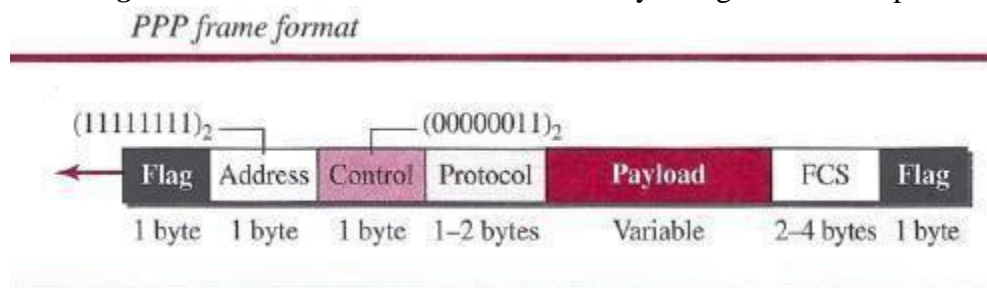 PPP frame format
(11111111)₂ (00000011)₂
Flag Address Control Protocol Payload FCS Flag
1 byte 1 byte 1 byte 1–2 bytes Variable 2–4 bytes 1 byte